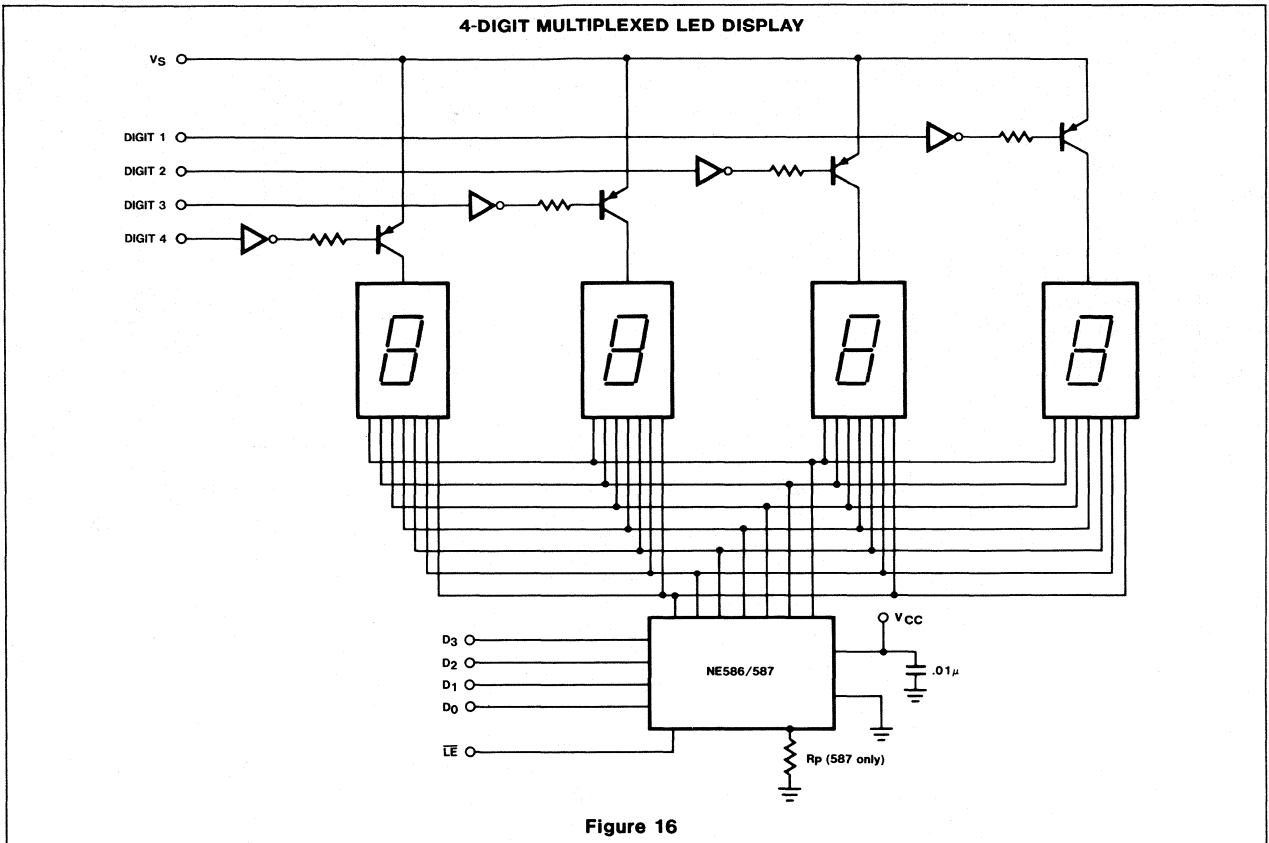 4-DIGIT MULTIPLEXED LED DISPLAY
VS
DIGIT 1
DIGIT 2
DIGIT 3
DIGIT 4
VCC
D3
D2
D1
D0
NE586/587
.01μ
LE
Rp (587 only)
Figure 16